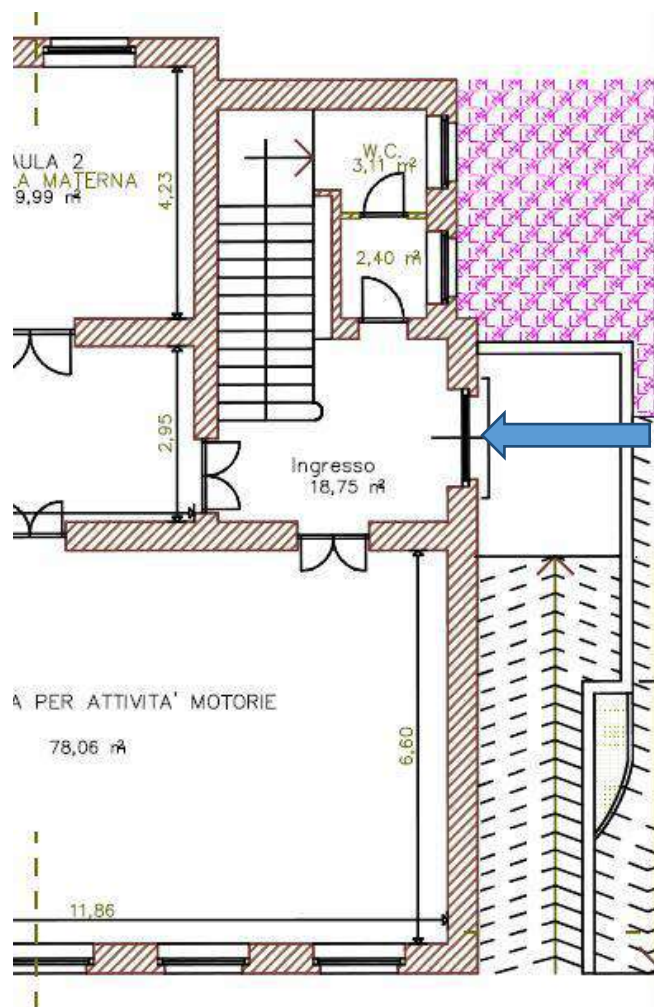 W.C.
3,11 m²
AULA 2
LA MATERNA
9,99 m²
4,23
2,40 m²
2,95
Ingresso
18,75 m²
A PER ATTIVITA' MOTORIE
78,06 m²
6,60
11,86